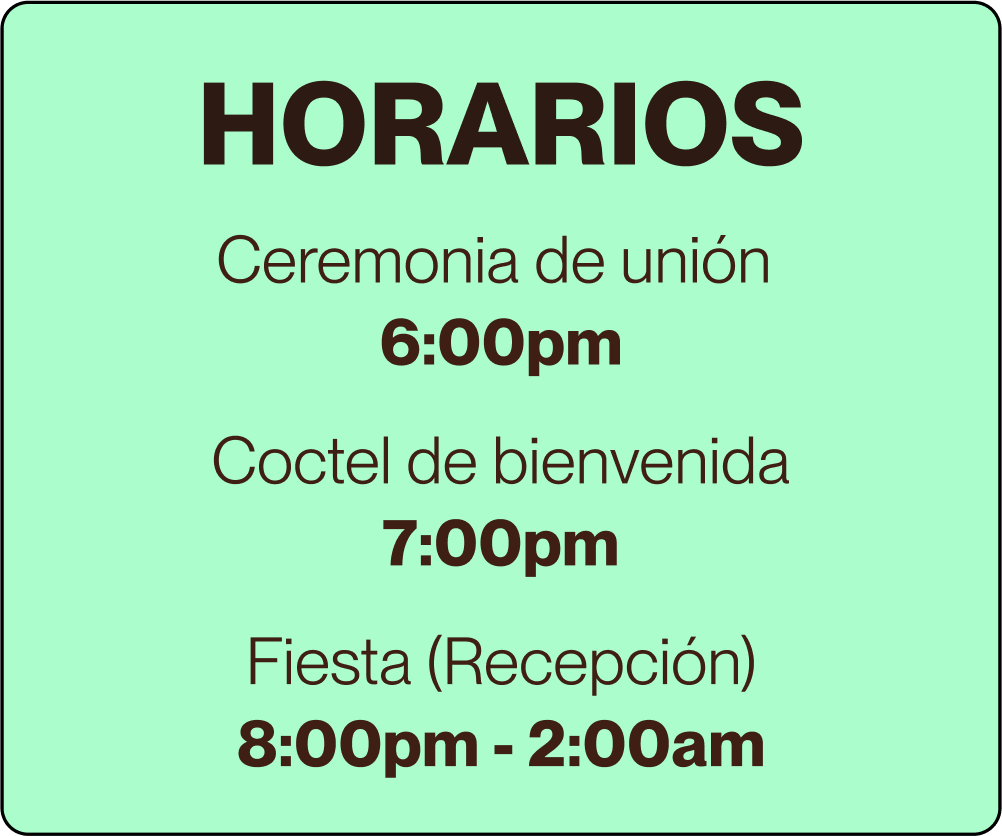 HORARIOS
Ceremonia de unión
6:00pm
Coctel de bienvenida
7:00pm
Fiesta (Recepción)
8:00pm - 2:00am